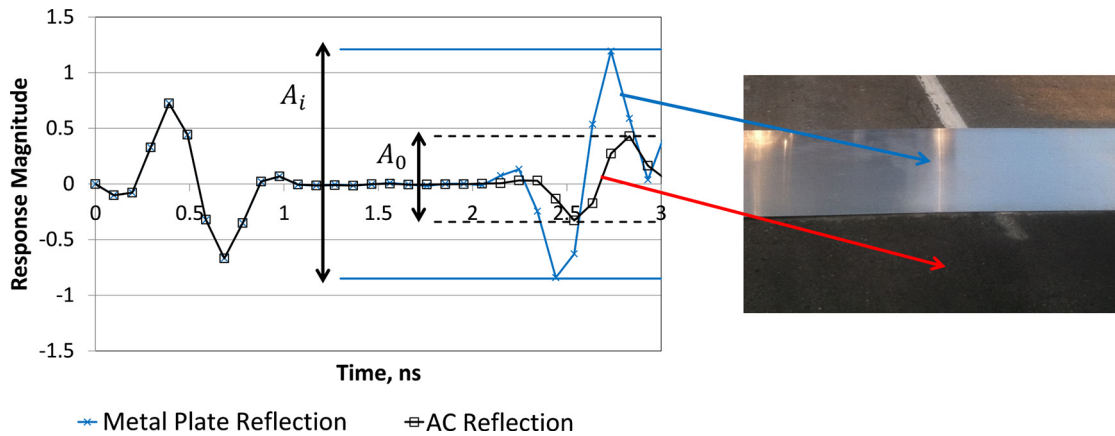 1.5
1
0.5
0
-0.5
-1
-1.5
Response Magnitude
0 0.5 1 1.5 2 2.5 3
Time, ns
A_i
A_0
Metal Plate Reflection
AC Reflection